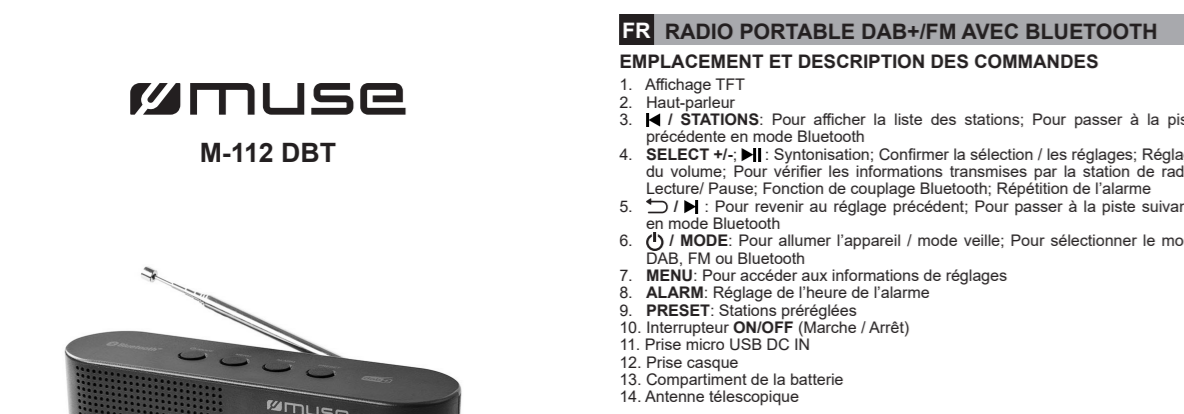 muse
M-112 DBT
Bluetooth
muse
FR RADIO PORTABLE DAB+/FM AVEC BLUETOOTH
EMPLACEMENT ET DESCRIPTION DES COMMANDES
1. Affichage TFT
2. Haut-parleur
3. / STATIONS: Pour afficher la liste des stations; Pour passer à la pis
précédente en mode Bluetooth
4. SELECT +/-; : Syntonisation; Confirmer la sélection / les réglages; Régla
du volume; Pour vérifier les informations transmises par la station de rad
Lecture/ Pause; Fonction de couplage Bluetooth; Répétition de l’alarme
5. / : Pour revenir au réglage précédent; Pour passer à la piste suivan
en mode Bluetooth
6. / MODE: Pour allumer l’appareil / mode veille; Pour sélectionner le mo
DAB, FM ou Bluetooth
7. MENU: Pour accéder aux informations de réglages
8. ALARM: Réglage de l’heure de l’alarme
9. PRESET: Stations préréglées
10. Interrupteur ON/OFF (Marche / Arrêt)
11. Prise micro USB DC IN
12. Prise casque
13. Compartiment de la batterie
14. Antenne télescopique